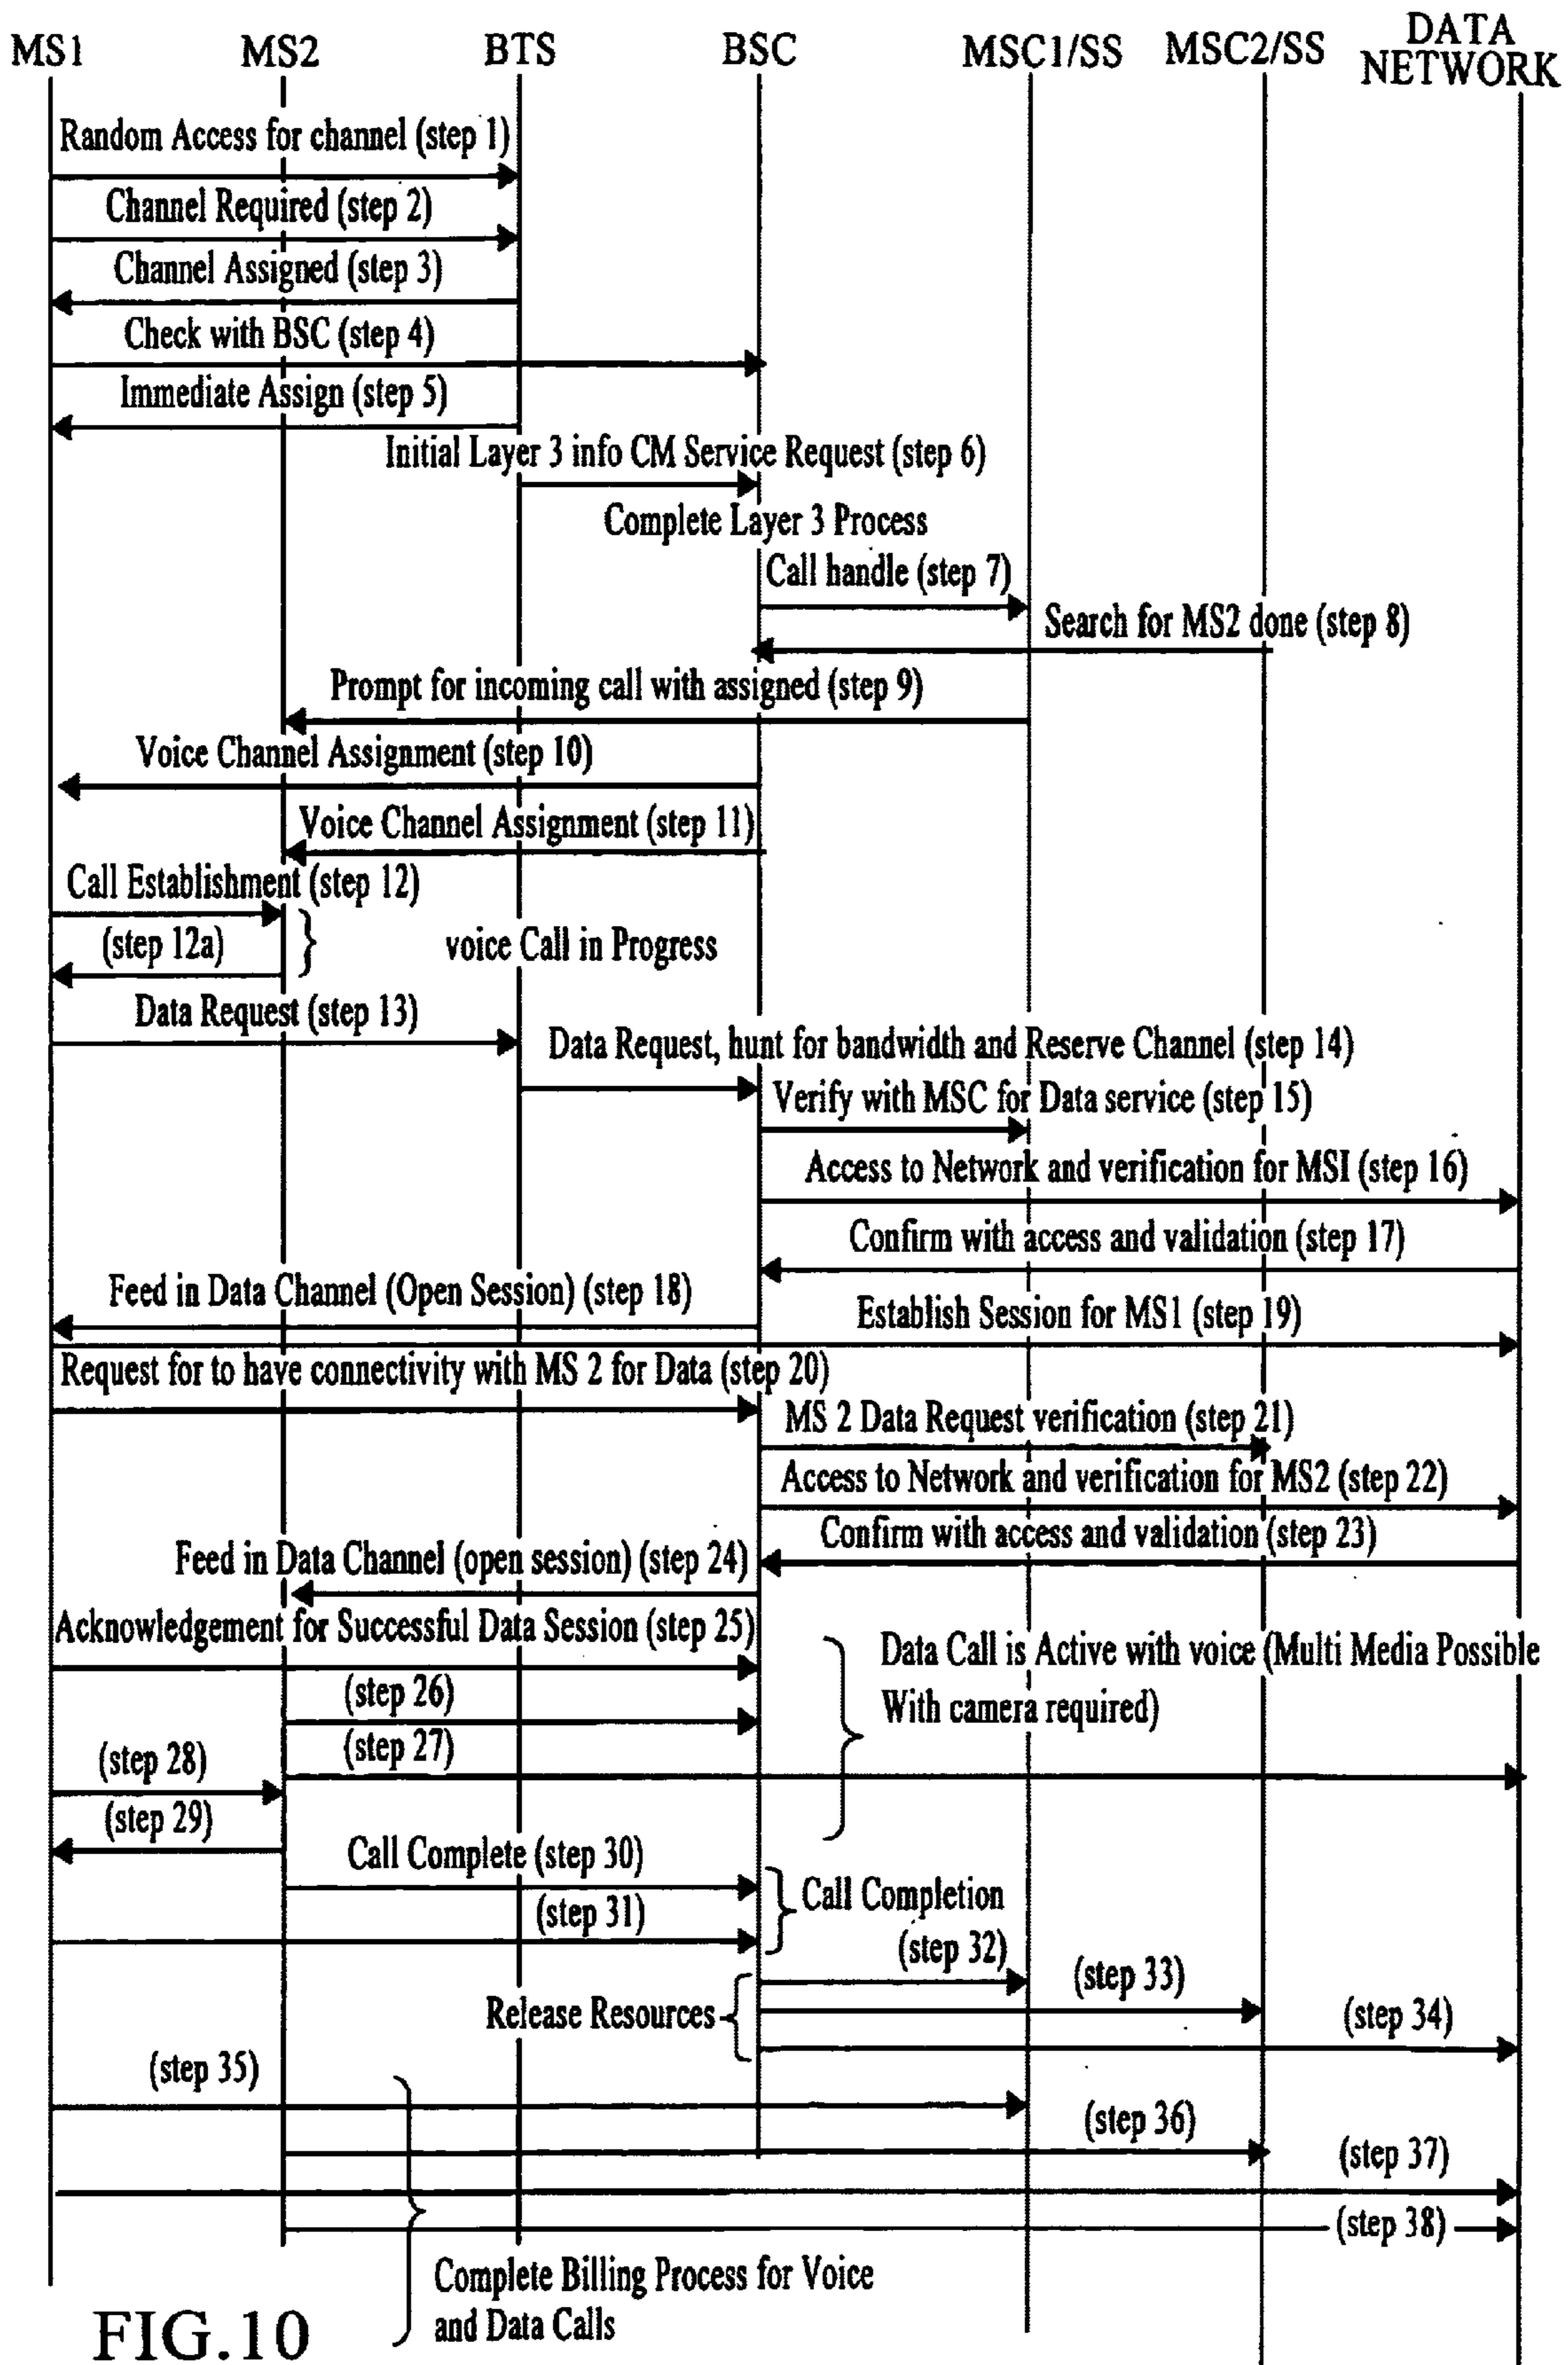 MS1 MS2 BTS BSC MSC1/SS MSC2/SS DATA
NETWORK
Random Access for channel (step 1)
Channel Required (step 2)
Channel Assigned (step 3)
Check with BSC (step 4)
Immediate Assign (step 5)
Initial Layer 3 info CM Service Request (step 6)
Complete Layer 3 Process
Call handle (step 7)
Search for MS2 done (step 8)
Prompt for incoming call with assigned (step 9)
Voice Channel Assignment (step 10)
Voice Channel Assignment (step 11)
Call Establishment (step 12)
(step 12a)
voice Call in Progress
Data Request (step 13)
Data Request, hunt for bandwidth and Reserve Channel (step 14)
Verify with MSC for Data service (step 15)
Access to Network and verification for MSI (step 16)
Confirm with access and validation (step 17)
Feed in Data Channel (Open Session) (step 18)
Establish Session for MS1 (step 19)
Request for to have connectivity with MS 2 for Data (step 20)
MS 2 Data Request verification (step 21)
Access to Network and verification for MS2 (step 22)
Confirm with access and validation (step 23)
Feed in Data Channel (open session) (step 24)
Acknowledgement for Successful Data Session (step 25)
Data Call is Active with voice (Multi Media Possible
With camera required)
(step 26)
(step 27)
(step 28)
(step 29)
Call Complete (step 30)
Call Completion
(step 31)
(step 32)
(step 33)
Release Resources
(step 34)
(step 35)
(step 36)
(step 37)
(step 38)
Complete Billing Process for Voice
and Data Calls
FIG.10